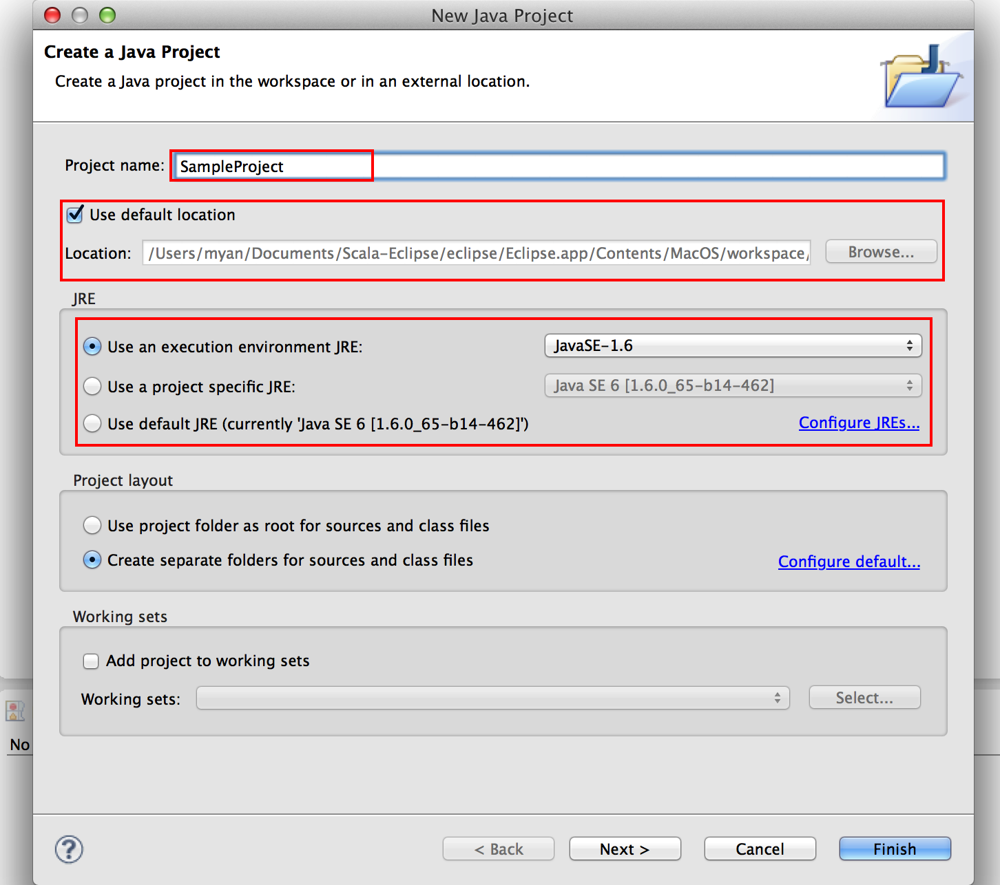 New Java Project
Create a Java Project
Create a Java project in the workspace or in an external location.
Project name: SampleProject
Use default location
Location: /Users/myan/Documents/Scala-Eclipse/eclipse/Eclipse.app/Contents/MacOS/workspace/ Browse...
JRE
Use an execution environment JRE: JavaSE-1.6
Use a project specific JRE: Java SE 6 [1.6.0_65-b14-462]
Use default JRE (currently 'Java SE 6 [1.6.0_65-b14-462]') Configure JREs...
Project layout
Use project folder as root for sources and class files
Create separate folders for sources and class files Configure default...
Working sets
Add project to working sets
Working sets: Select...
No
? < Back Next > Cancel Finish